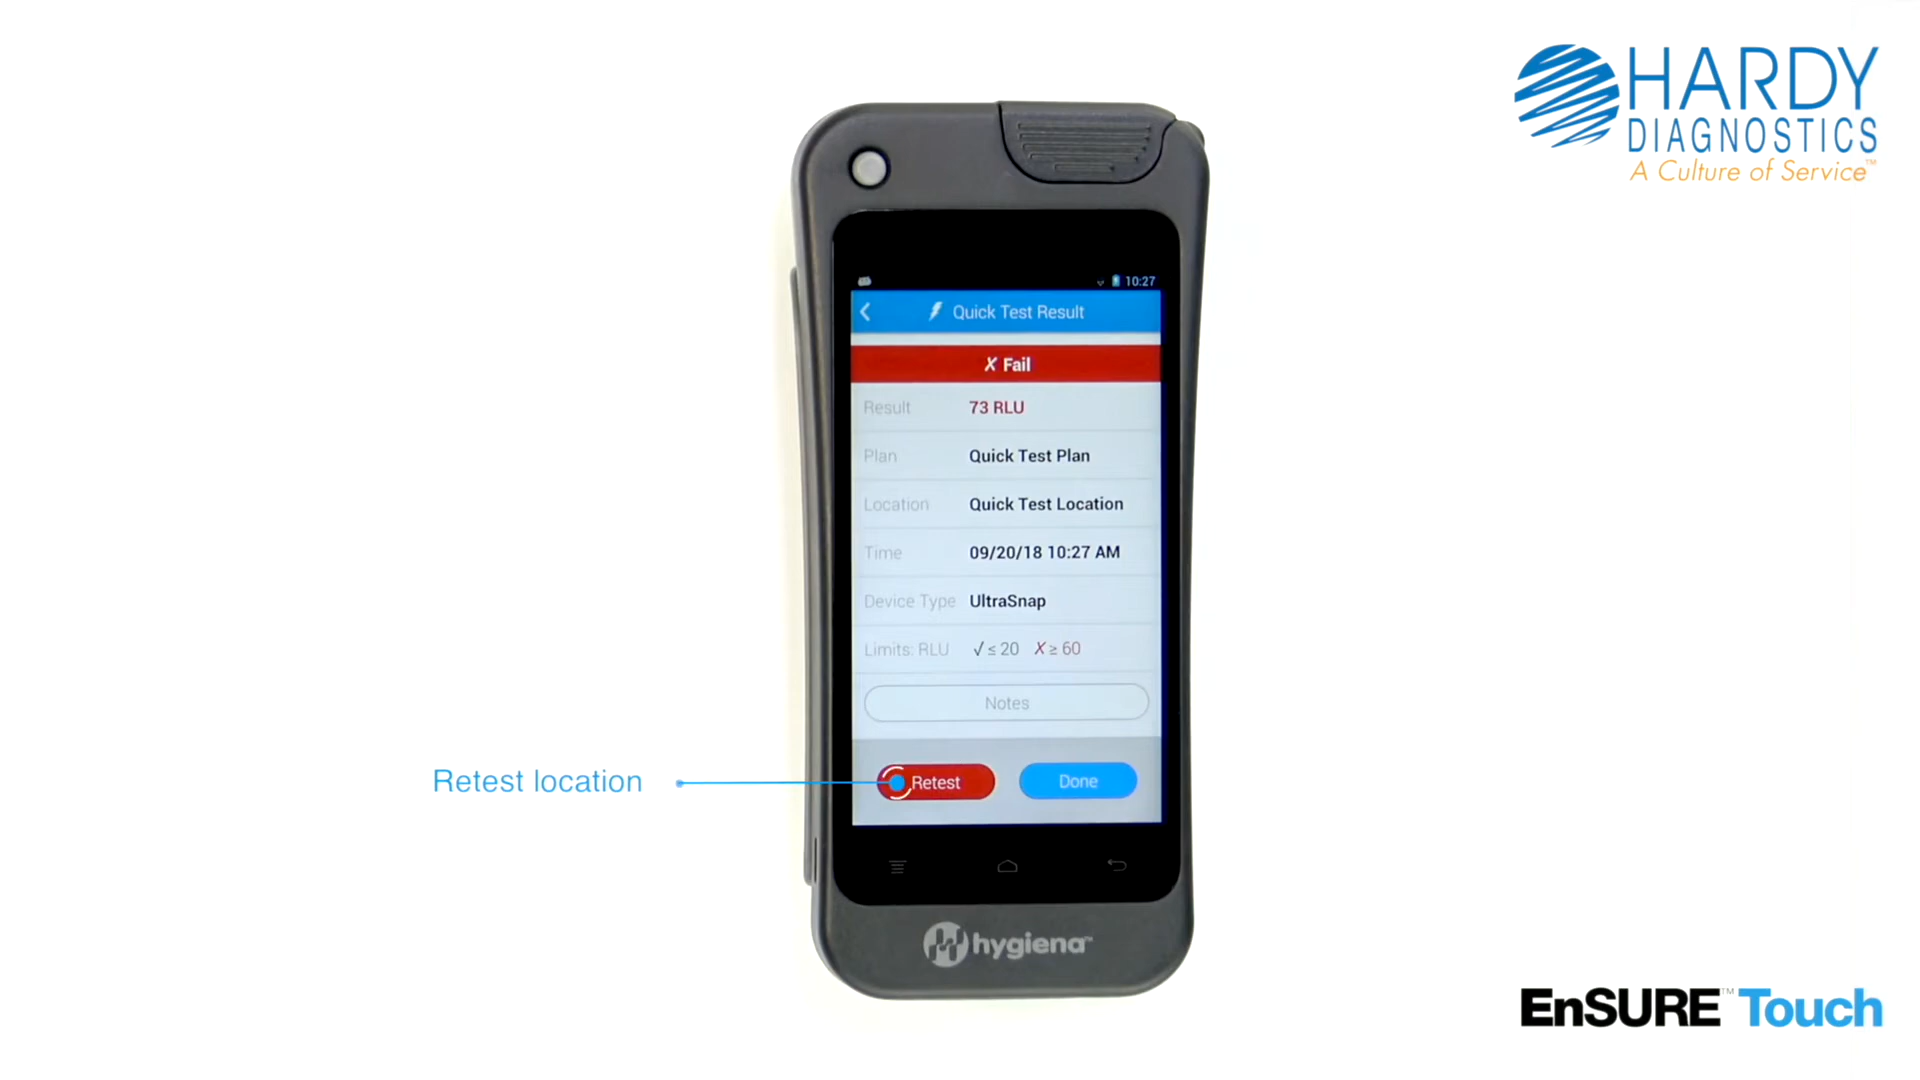 HARDY
DIAGNOSTICS
A Culture of Service™
10:27
Quick Test Result
X Fail
Result 73 RLU
Plan Quick Test Plan
Location Quick Test Location
Time 09/20/18 10:27 AM
Device Type UltraSnap
Limits: RLU √ ≤ 20 X ≥ 60
Notes
Retest location
Retest Done
hygiena™
EnSURE™ Touch